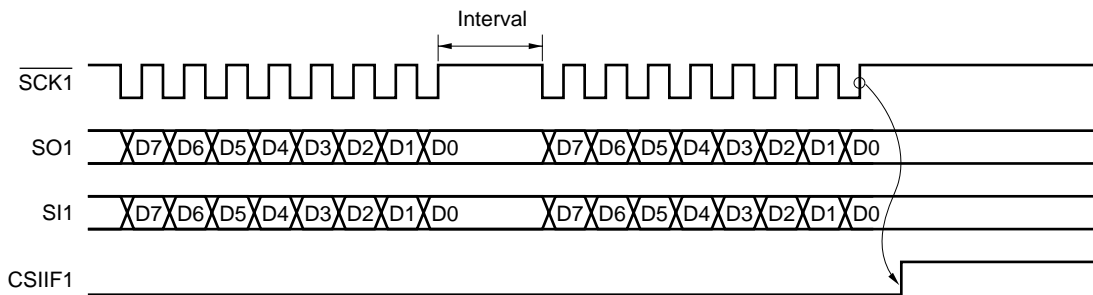 Interval
SCK1
SO1 D7 D6 D5 D4 D3 D2 D1 D0 D7 D6 D5 D4 D3 D2 D1 D0
SI1 D7 D6 D5 D4 D3 D2 D1 D0 D7 D6 D5 D4 D3 D2 D1 D0
CSIIF1